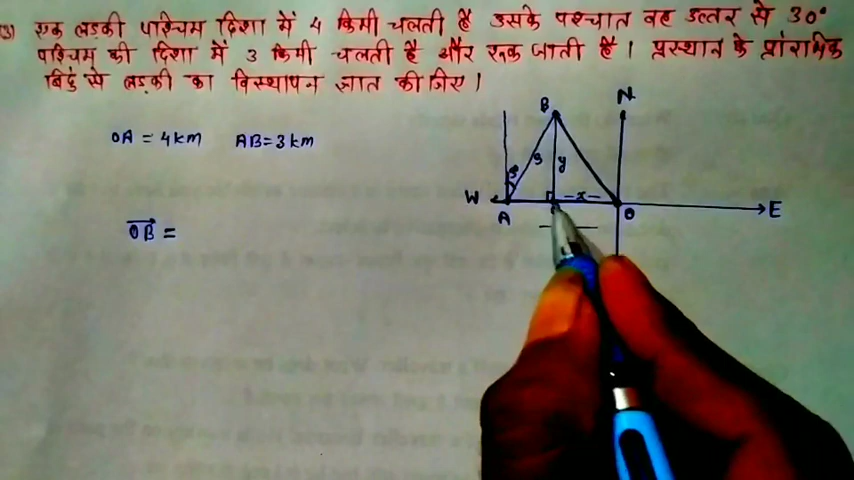 (3) एक लड़की पश्चिम दिशा में 4 किमी चलती है उसके पश्चात वह उत्तर से 30°
पश्चिम की दिशा में 3 किमी चलती है और रुक जाती है। प्रस्थान के प्रांरामिक
बिंदु से लड़की का विस्थापन ज्ञात कीजिए।
OA = 4km AB=3km
OB =
N
B
3
y
W
x
E
A
O